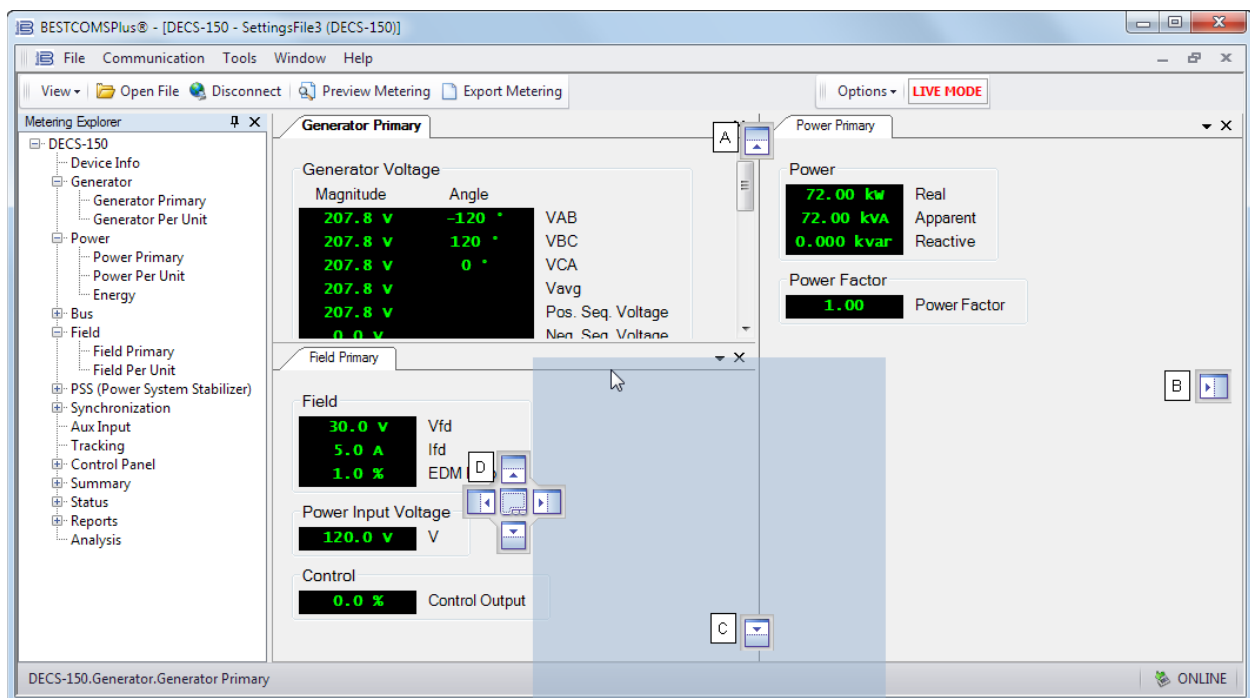 BESTCOMSPlus® - [DECS-150 - SettingsFile3 (DECS-150)]
File Communication Tools Window Help
View Open File Disconnect Preview Metering Export Metering Options LIVE MODE
Metering Explorer
DECS-150
Device Info
Generator
Generator Primary
Generator Per Unit
Power
Power Primary
Power Per Unit
Energy
Bus
Field
Field Primary
Field Per Unit
PSS (Power System Stabilizer)
Synchronization
Aux Input
Tracking
Control Panel
Summary
Status
Reports
Analysis
Generator Primary
A
Generator Voltage
Magnitude Angle
207.8 V -120 ° VAB
207.8 V 120 ° VBC
207.8 V 0 ° VCA
207.8 V Vavg
207.8 V Pos. Seq. Voltage
0.0 V Neg. Seq. Voltage
Field Primary
Field
30.0 V Vfd
5.0 A Ifd
1.0 % EDM
D
Power Input Voltage
120.0 V V
Control
0.0 % Control Output
C
Power Primary
Power
72.00 kW Real
72.00 kVA Apparent
0.000 kvar Reactive
Power Factor
1.00 Power Factor
B
DECS-150.Generator.Generator Primary
ONLINE